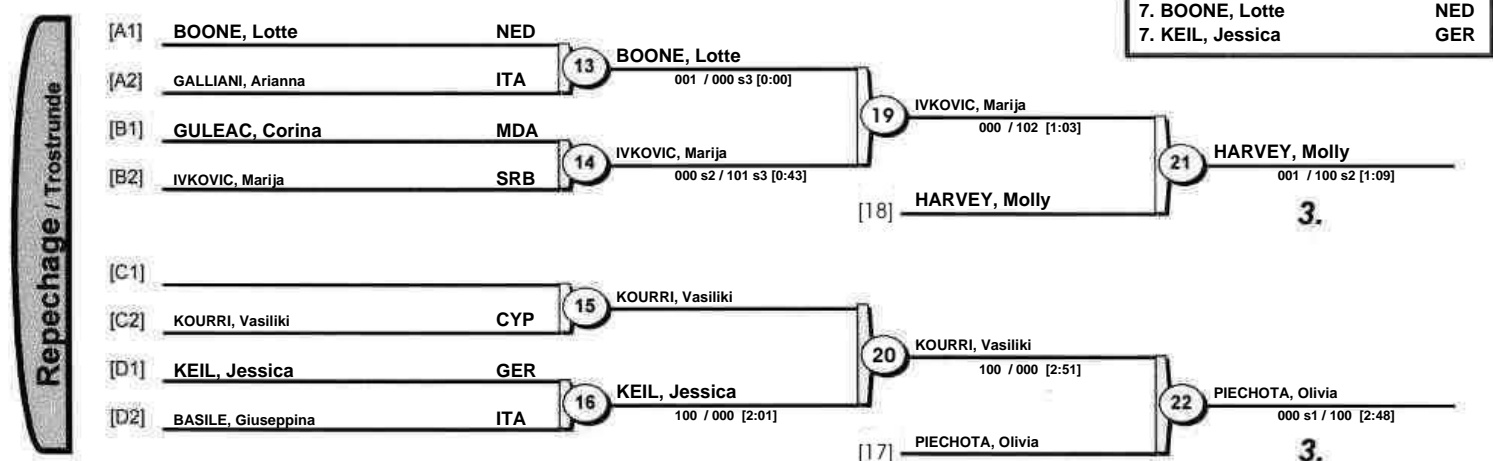 7. BOONE, Lotte NED
7. KEIL, Jessica GER
Repechage / Trostrunde
[A1] BOONE, Lotte NED
[A2] GALLIANI, Arianna ITA
13 BOONE, Lotte
001 / 000 s3 [0:00]
[B1] GULEAC, Corina MDA
[B2] IVKOVIC, Marija SRB
14 IVKOVIC, Marija
000 s2 / 101 s3 [0:43]
19 IVKOVIC, Marija
000 / 102 [1:03]
[18] HARVEY, Molly
21 HARVEY, Molly
001 / 100 s2 [1:09]
3.
[C1]
[C2] KOURRI, Vasiliki CYP
15 KOURRI, Vasiliki
[D1] KEIL, Jessica GER
[D2] BASILE, Giuseppina ITA
16 KEIL, Jessica
100 / 000 [2:01]
20 KOURRI, Vasiliki
100 / 000 [2:51]
[17] PIECHOTA, Olivia
22 PIECHOTA, Olivia
000 s1 / 100 [2:48]
3.